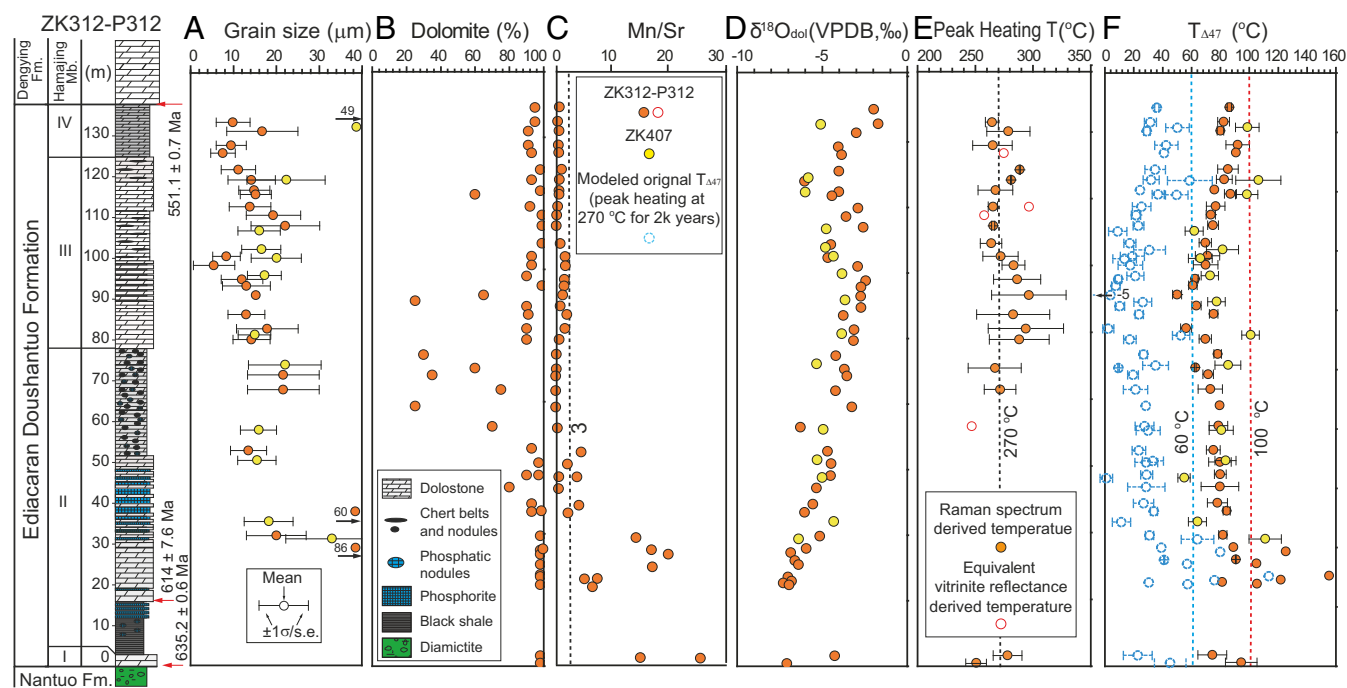 ZK312-P312
A Grain size (μm)
B Dolomite (%)
C Mn/Sr
D δ18Odol(VPDB,‰)
E Peak Heating T(ºC)
F TΔ47 (ºC)
Dengying Fm.
Hamajing Mb.
(m)
0 10 20 30 40
0 20 40 60 80 100
0 10 20 30 40
-10 -5 0
200 250 300 350
0 20 40 60 80 100 120 140 160
Ediacaran Doushantuo Formation
IV
III
II
I
130
120
110
100
90
80
70
60
50
40
30
20
10
0
Nantuo Fm.
551.1 ± 0.7 Ma
614 ± 7.6 Ma
635.2 ± 0.6 Ma
49
60
86
Mean
±1σ/s.e.
Dolostone
Chert belts
and nodules
Phosphatic
nodules
Phosphorite
Black shale
Diamictite
3
ZK312-P312
ZK407
Modeled orignal TΔ47
(peak heating at
270 °C for 2k years)
270 ºC
Raman spectrum
derived temperatue
Equivalent
vitrinite reflectance
derived temperature
-5
60 ºC
100 ºC